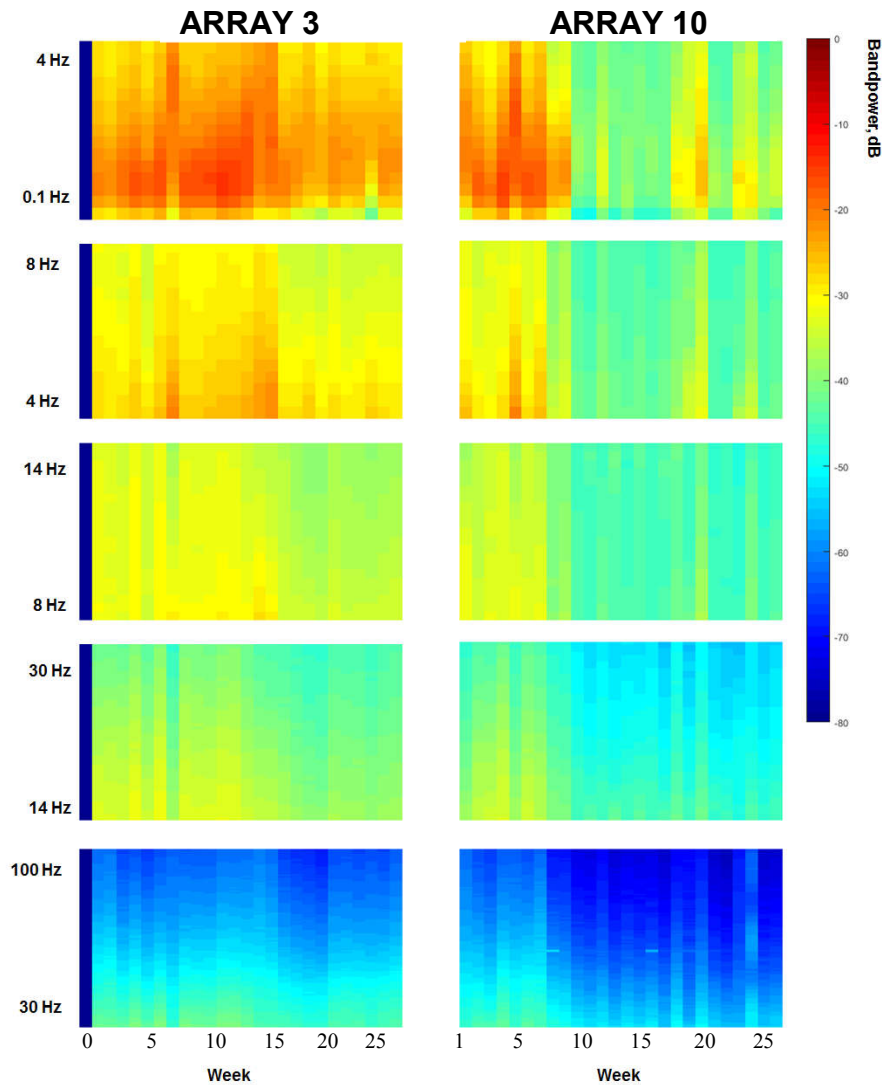 ARRAY 3
ARRAY 10
4 Hz
0.1 Hz
8 Hz
4 Hz
14 Hz
8 Hz
30 Hz
14 Hz
100 Hz
30 Hz
0 5 10 15 20 25
Week
1 5 10 15 20 25
Week
0
-10
-20
-30
-40
-50
-60
-70
-80
Bandpower, dB